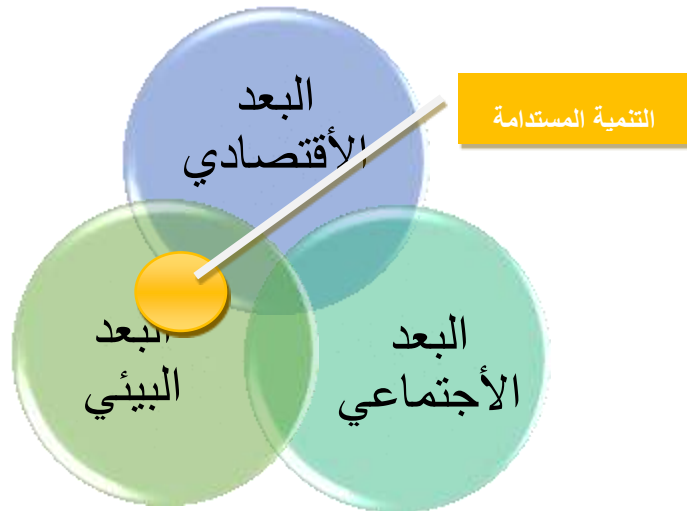 البعد
الأقتصادي
التنمية المستدامة
البعد
الأجتماعي
البعد
البيئي